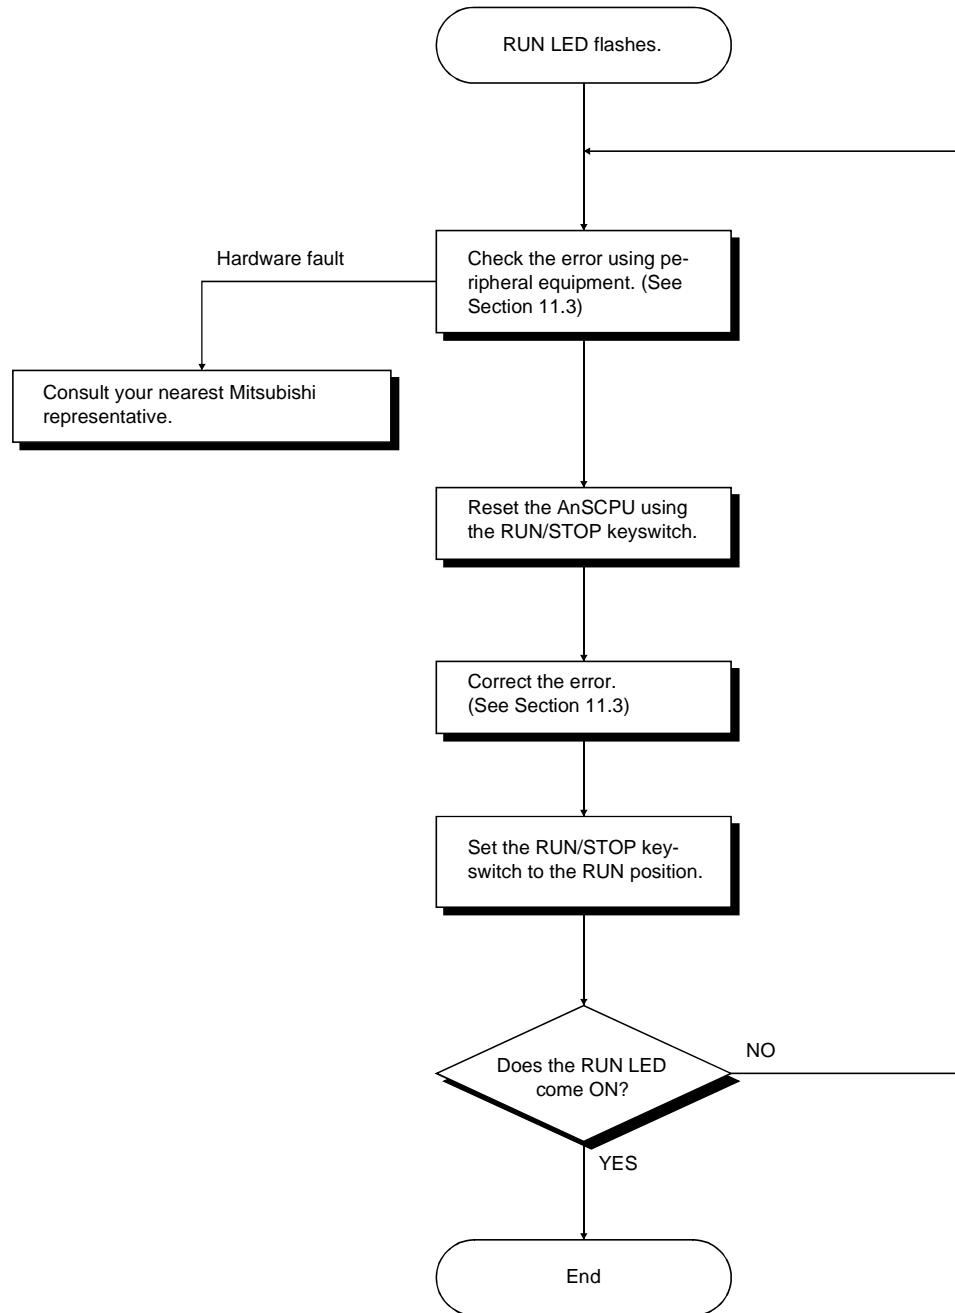 RUN LED flashes.
Hardware fault
Check the error using pe-
ripheral equipment. (See
Section 11.3)
Consult your nearest Mitsubishi
representative.
Reset the AnSCPU using
the RUN/STOP keyswitch.
Correct the error.
(See Section 11.3)
Set the RUN/STOP key-
switch to the RUN position.
Does the RUN LED
come ON?
NO
YES
End